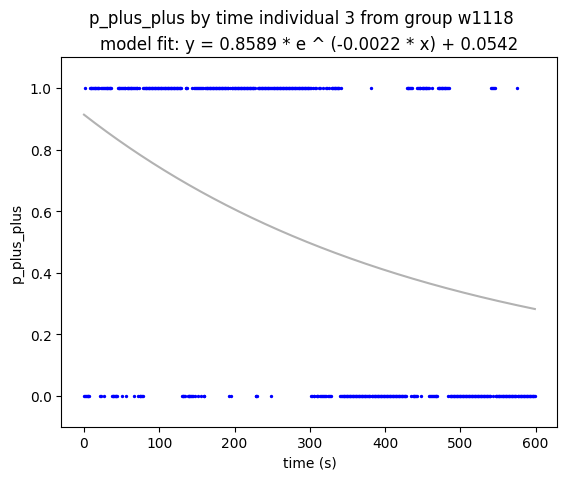 p_plus_plus by time individual 3 from group w1118
model fit: y = 0.8589 * e ^ (-0.0022 * x) + 0.0542
1.0
0.8
0.6
0.4
0.2
0.0
p_plus_plus
0 100 200 300 400 500 600
time (s)